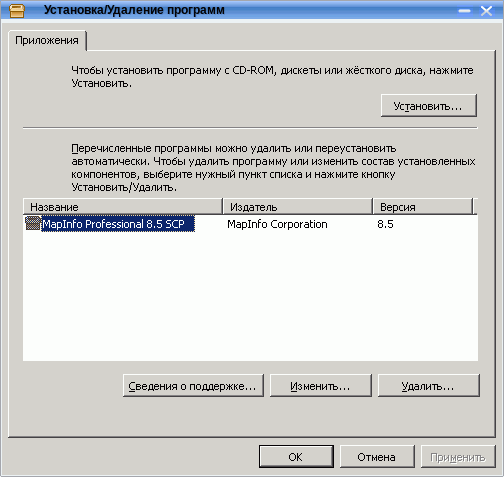 Установка/Удаление программ
Приложения
Чтобы установить программу с CD-ROM, дискеты или жёсткого диска, нажмите
Установить.
Установить...
Перечисленные программы можно удалить или переустановить
автоматически. Чтобы удалить программу или изменить состав установленных
компонентов, выберите нужный пункт списка и нажмите кнопку
Установить/Удалить.
Название Издатель Версия
MapInfo Professional 8.5 SCP MapInfo Corporation 8.5
Сведения о поддержке... Изменить... Удалить...
OK Отмена Применить